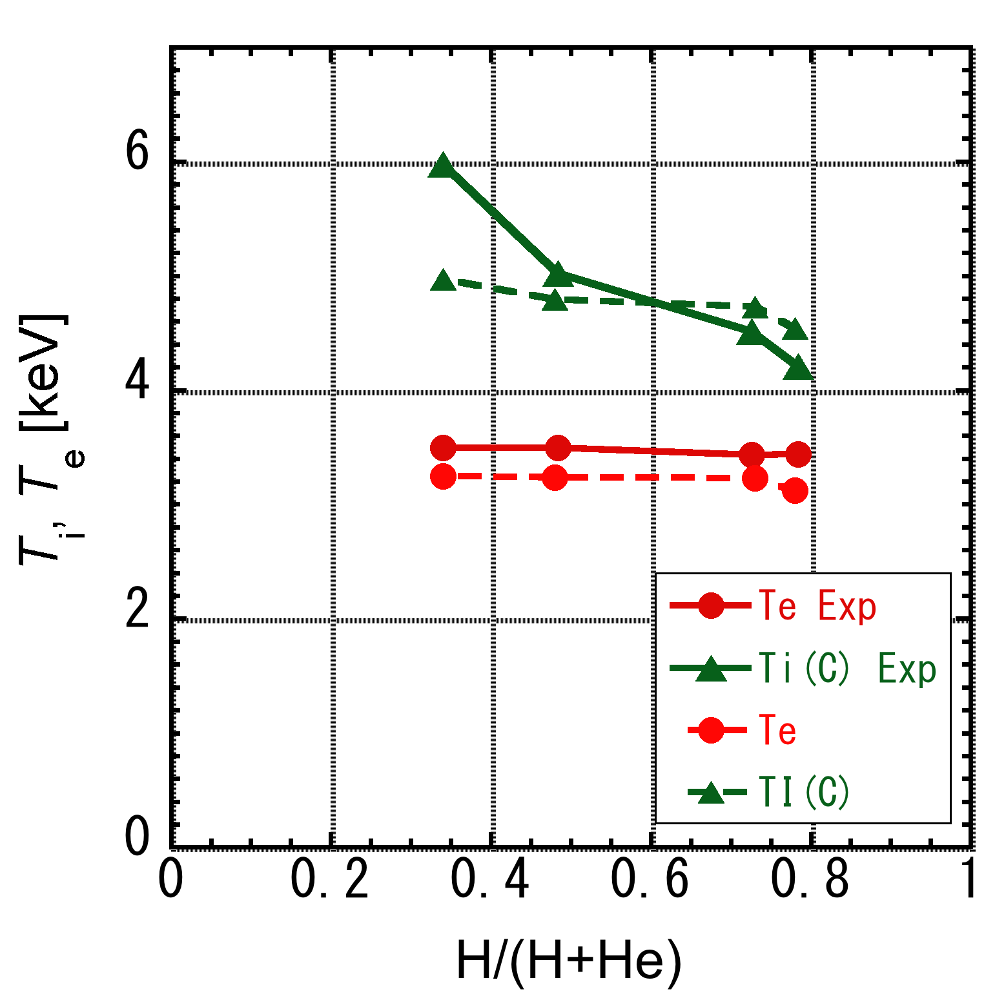 6
4
2
0
0 0.2 0.4 0.6 0.8 1
Ti, Te [keV]
H/(H+He)
Te Exp
Ti(C) Exp
Te
TI(C)